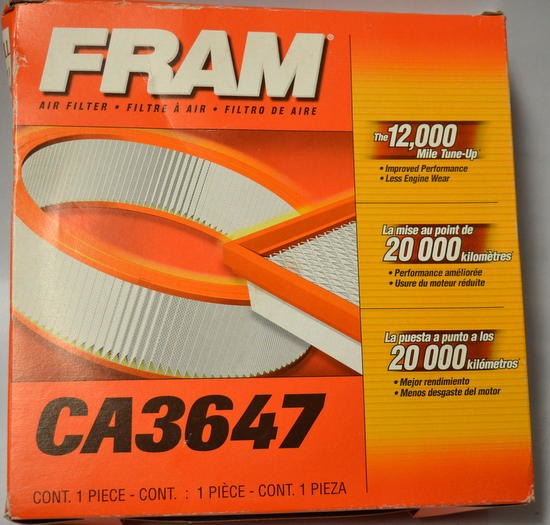 FRAM®
AIR FILTER • FILTRE À AIR • FILTRO DE AIRE
The 12,000
Mile Tune-Up
• Improved Performance
• Less Engine Wear
La mise au point de
20 000 kilomètres
• Performance améliorée
• Usure du moteur réduite
La puesta a punto a los
20 000 kilómetros
• Mejor rendimiento
• Menos desgaste del motor
CA3647
CONT. 1 PIECE - CONT. : 1 PIÈCE - CONT. 1 PIEZA